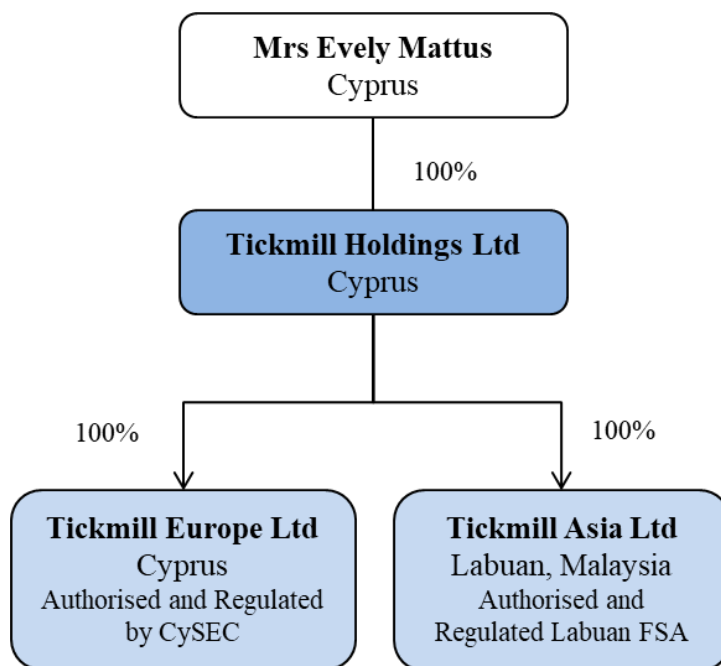 Mrs Evely Mattus
Cyprus
100%
Tickmill Holdings Ltd
Cyprus
100%
100%
Tickmill Europe Ltd
Cyprus
Authorised and Regulated
by CySEC
Tickmill Asia Ltd
Labuan, Malaysia
Authorised and
Regulated Labuan FSA